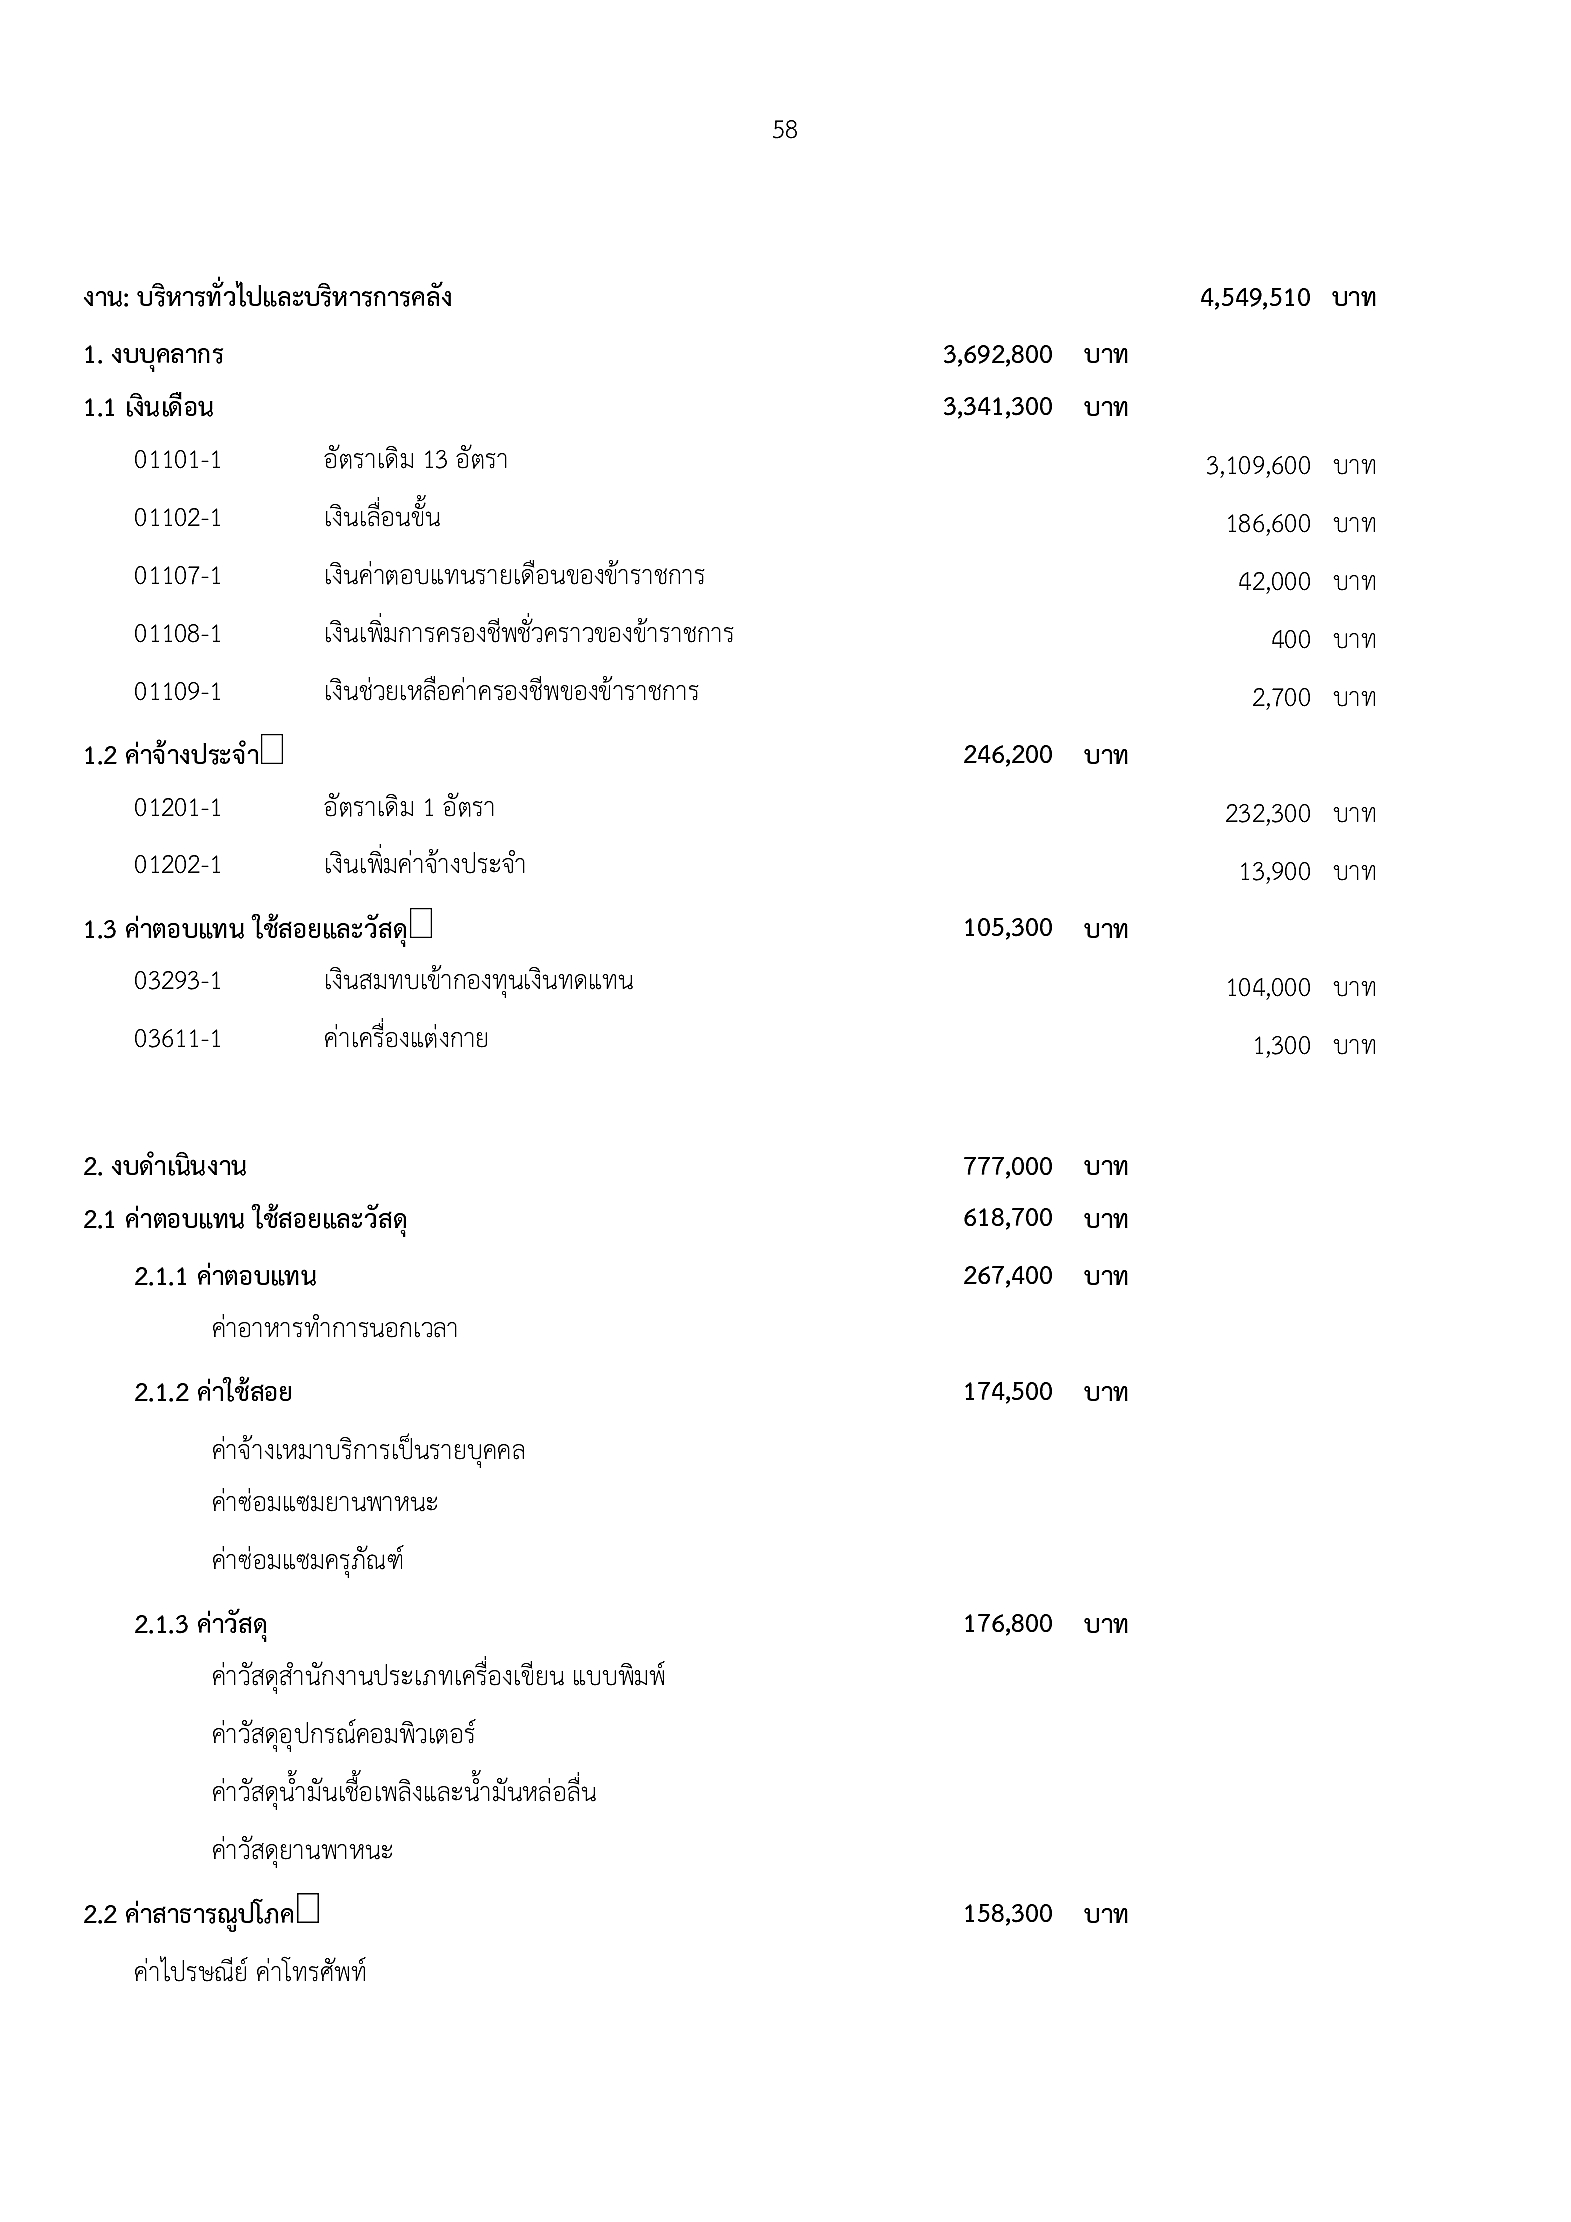 58
งาน: บริหารทั่วไปและบริหารการคลัง 4,549,510 บาท
1. งบบุคลากร 3,692,800 บาท
1.1 เงินเดือน 3,341,300 บาท
01101-1 อัตราเดิม 13 อัตรา 3,109,600 บาท
01102-1 เงินเลื่อนขั้น 186,600 บาท
01107-1 เงินค่าตอบแทนรายเดือนของข้าราชการ 42,000 บาท
01108-1 เงินเพิ่มการครองชีพชั่วคราวของข้าราชการ 400 บาท
01109-1 เงินช่วยเหลือค่าครองชีพของข้าราชการ 2,700 บาท
1.2 ค่าจ้างประจำ 246,200 บาท
01201-1 อัตราเดิม 1 อัตรา 232,300 บาท
01202-1 เงินเพิ่มค่าจ้างประจำ 13,900 บาท
1.3 ค่าตอบแทน ใช้สอยและวัสดุ 105,300 บาท
03293-1 เงินสมทบเข้ากองทุนเงินทดแทน 104,000 บาท
03611-1 ค่าเครื่องแต่งกาย 1,300 บาท
2. งบดำเนินงาน 777,000 บาท
2.1 ค่าตอบแทน ใช้สอยและวัสดุ 618,700 บาท
2.1.1 ค่าตอบแทน 267,400 บาท
ค่าอาหารทำการนอกเวลา
2.1.2 ค่าใช้สอย 174,500 บาท
ค่าจ้างเหมาบริการเป็นรายบุคคล
ค่าซ่อมแซมยานพาหนะ
ค่าซ่อมแซมครุภัณฑ์
2.1.3 ค่าวัสดุ 176,800 บาท
ค่าวัสดุสำนักงานประเภทเครื่องเขียน แบบพิมพ์
ค่าวัสดุอุปกรณ์คอมพิวเตอร์
ค่าวัสดุน้ำมันเชื้อเพลิงและน้ำมันหล่อลื่น
ค่าวัสดุยานพาหนะ
2.2 ค่าสาธารณูปโภค 158,300 บาท
ค่าไปรษณีย์ ค่าโทรศัพท์